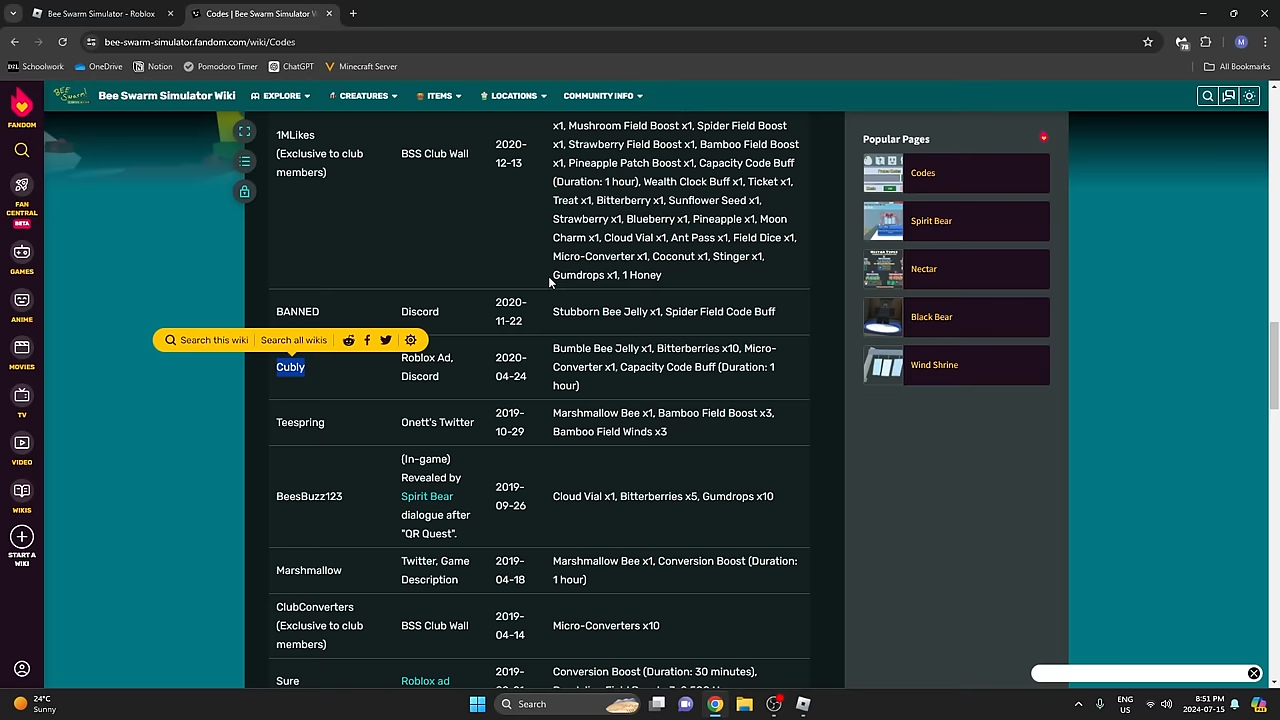 Bee Swarm Simulator - Roblox
Codes | Bee Swarm Simulator W
bee-swarm-simulator.fandom.com/wiki/Codes
M
D2L Schoolwork
OneDrive
Notion
Pomodoro Timer
ChatGPT
Minecraft Server
All Bookmarks
FANDOM
FAN CENTRAL
BETA
GAMES
ANIME
MOVIES
TV
VIDEO
WIKIS
START A WIKI
BEE SWARM
Bee Swarm Simulator Wiki
EXPLORE
CREATURES
ITEMS
LOCATIONS
COMMUNITY INFO
1MLikes
(Exclusive to club
members)
BSS Club Wall
2020-
12-13
x1, Mushroom Field Boost x1, Spider Field Boost
x1, Strawberry Field Boost x1, Bamboo Field Boost
x1, Pineapple Patch Boost x1, Capacity Code Buff
(Duration: 1 hour), Wealth Clock Buff x1, Ticket x1,
Treat x1, Bitterberry x1, Sunflower Seed x1,
Strawberry x1, Blueberry x1, Pineapple x1, Moon
Charm x1, Cloud Vial x1, Ant Pass x1, Field Dice x1,
Micro-Converter x1, Coconut x1, Stinger x1,
Gumdrops x1, 1 Honey
BANNED
Discord
2020-
11-22
Stubborn Bee Jelly x1, Spider Field Code Buff
Search this wiki
Search all wikis
Cubly
Roblox Ad,
Discord
2020-
04-24
Bumble Bee Jelly x1, Bitterberries x10, Micro-
Converter x1, Capacity Code Buff (Duration: 1
hour)
Teespring
Onett's Twitter
2019-
10-29
Marshmallow Bee x1, Bamboo Field Boost x3,
Bamboo Field Winds x3
BeesBuzz123
(In-game)
Revealed by
Spirit Bear
dialogue after
"QR Quest".
2019-
09-26
Cloud Vial x1, Bitterberries x5, Gumdrops x10
Marshmallow
Twitter, Game
Description
2019-
04-18
Marshmallow Bee x1, Conversion Boost (Duration:
1 hour)
ClubConverters
(Exclusive to club
members)
BSS Club Wall
2019-
04-14
Micro-Converters x10
Sure
Roblox ad
2019-
Conversion Boost (Duration: 30 minutes),
Popular Pages
Codes
Spirit Bear
Nectar
Black Bear
Wind Shrine
24°C
Sunny
Search
ENG
US
8:51 PM
2024-07-15